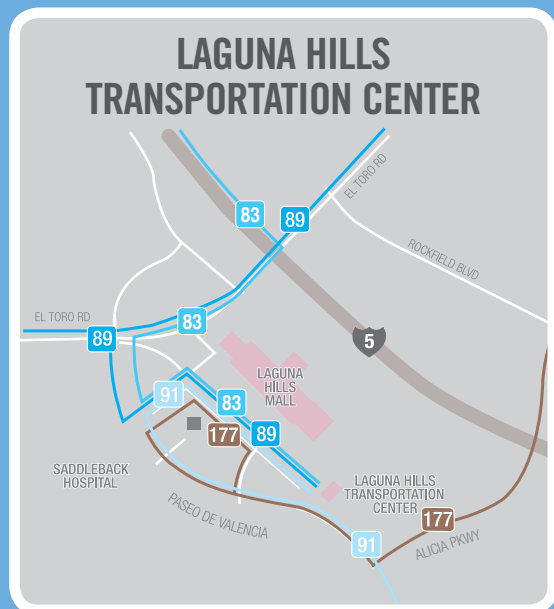 LAGUNA HILLS
TRANSPORTATION CENTER
EL TORO RD
83
89
ROCKFIELD BLVD
EL TORO RD
83
89
5
LAGUNA
HILLS
MALL
91
83
177
89
SADDLEBACK
HOSPITAL
LAGUNA HILLS
TRANSPORTATION
CENTER
PASEO DE VALENCIA
177
91
ALICIA PKWY